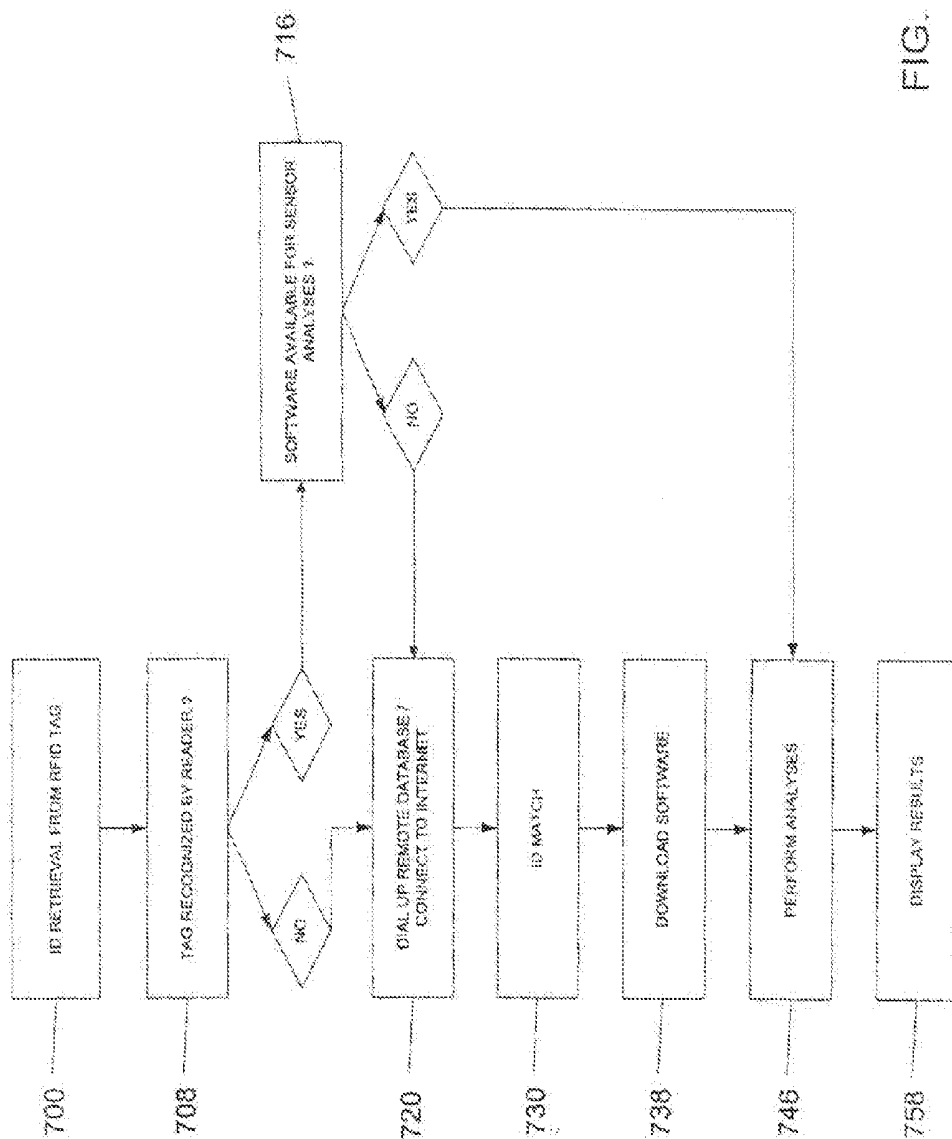 700
ID RETRIEVAL FROM RFID TAG
708
TAG RECOGNIZED BY READER ?
NO
YES
716
SOFTWARE AVAILABLE FOR SENSOR
ANALYSES ?
NO
YES
720
DIAL UP REMOTE DATABASE /
CONNECT TO INTERNET
730
ID MATCH
738
DOWNLOAD SOFTWARE
746
PERFORM ANALYSES
758
DISPLAY RESULTS
FIG.